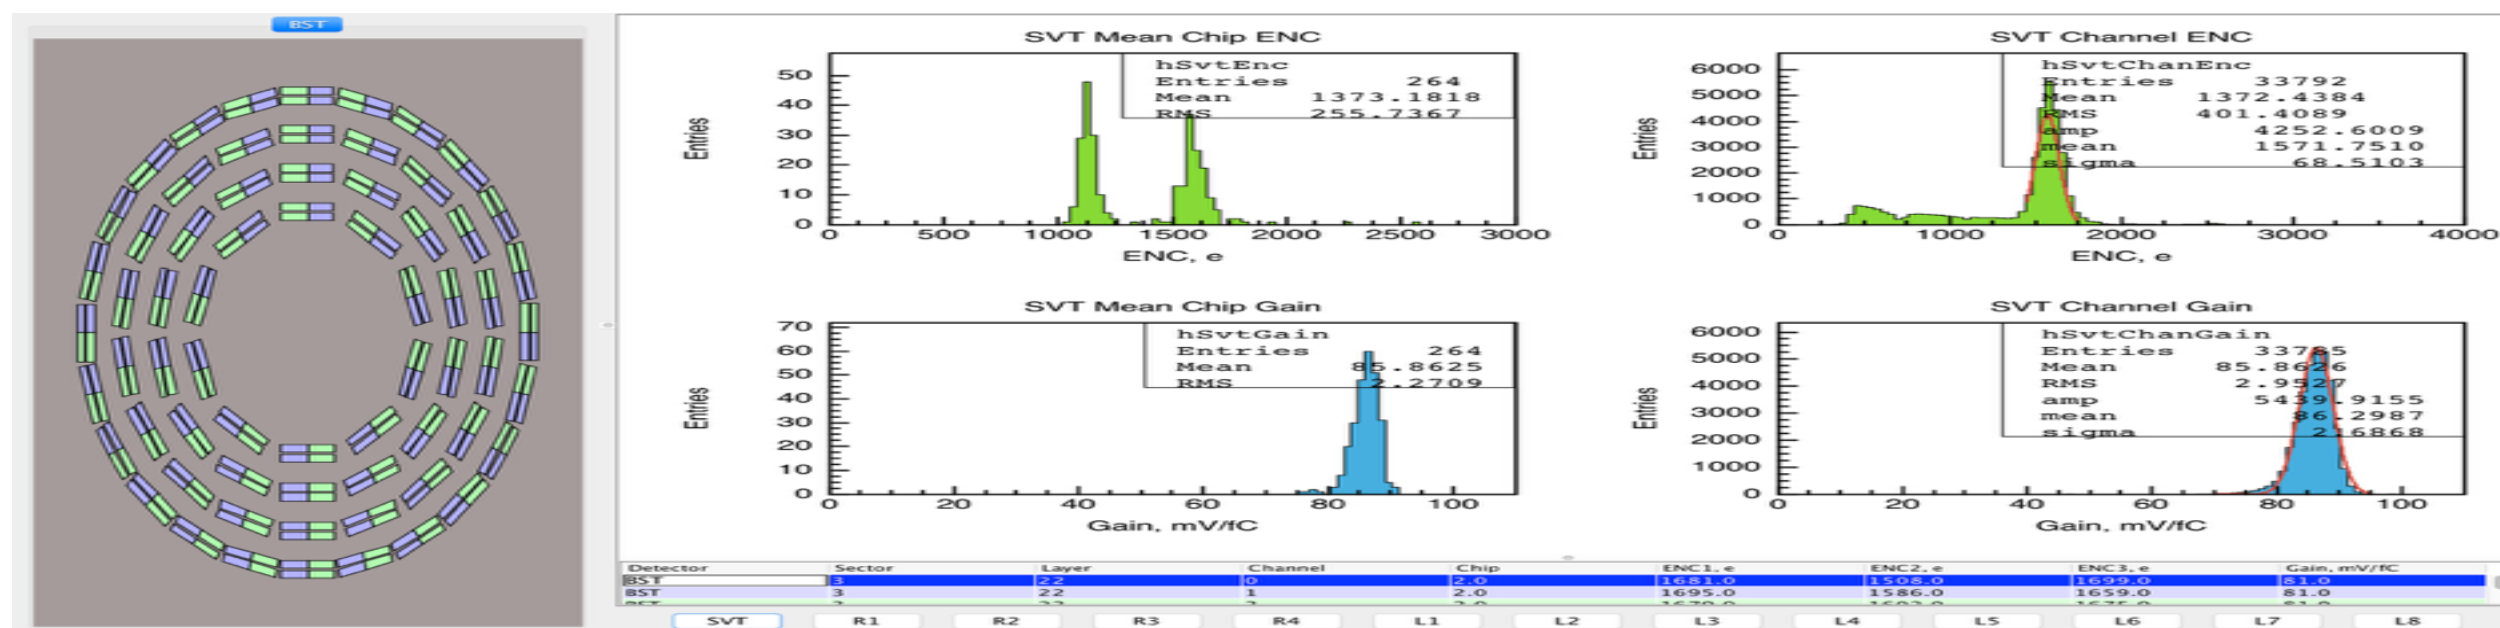 BST
SVT Mean Chip ENC
hSvtEnc
Entries 264
Mean 1373.1818
RMS 255.7367
50
40
30
20
10
0
Entries
0 500 1000 1500 2000 2500 3000
ENC, e
SVT Channel ENC
hSvtChanEnc
Entries 33792
Mean 1372.4384
RMS 401.4089
amp 4252.6009
mean 1571.7510
sigma 68.5103
6000
5000
4000
3000
2000
1000
0
Entries
0 1000 2000 3000 4000
ENC, e
SVT Mean Chip Gain
hSvtGain
Entries 264
Mean 85.8625
RMS 2.2709
70
60
50
40
30
20
10
0
Entries
0 20 40 60 80 100
Gain, mV/fC
SVT Channel Gain
hSvtChanGain
Entries
Mean 85.8626
RMS 2.9527
amp 5439.9155
mean 86.2987
sigma 2.6868
6000
5000
4000
3000
2000
1000
0
Entries
0 20 40 60 80 100
Gain, mV/fC
Detector Sector Layer Channel Chip ENC1, e ENC2, e ENC3, e Gain, mV/fC
BST 3 22 0 2.0 1681.0 1508.0 1699.0 81.0
BST 3 22 1 2.0 1695.0 1586.0 1659.0 81.0
SVT R1 R2 R3 R4 L1 L2 L3 L4 L5 L6 L7 L8